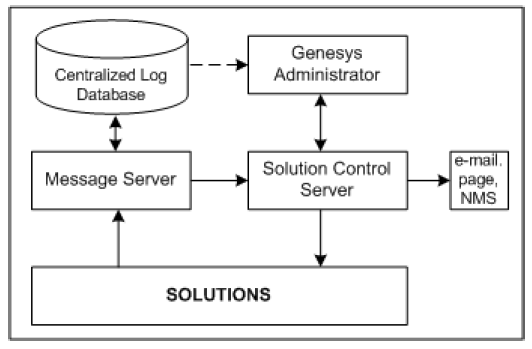 Centralized Log
Database
Genesys
Administrator
Message Server
Solution Control
Server
e-mail.
page,
NMS
SOLUTIONS